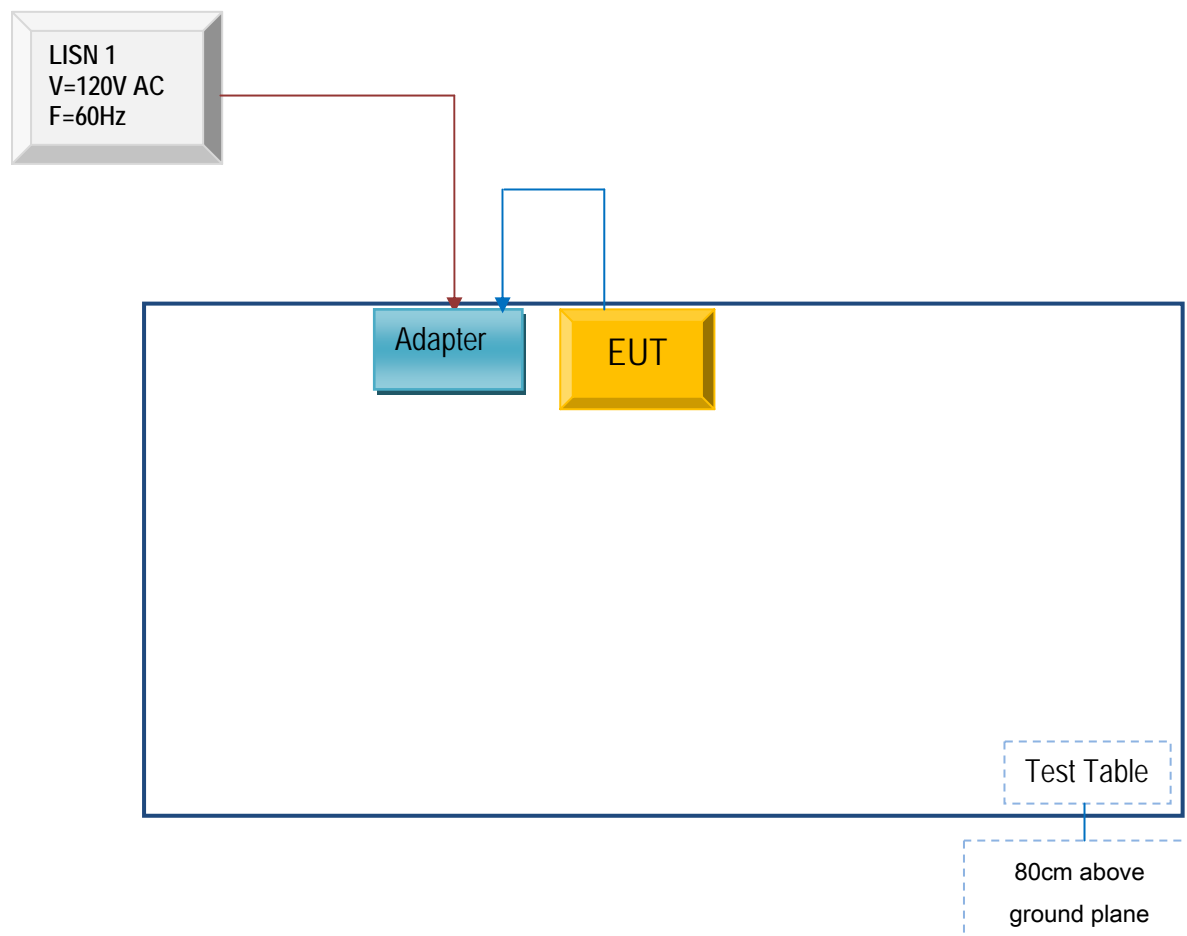 LISN 1
V=120V AC
F=60Hz
Adapter
EUT
Test Table
80cm above
ground plane